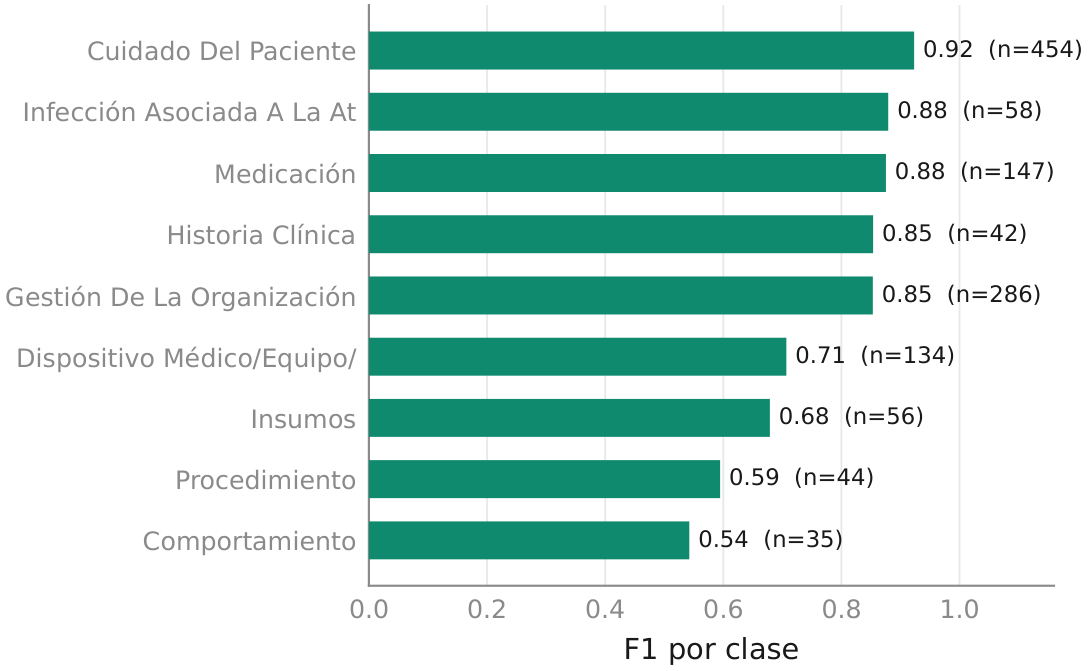 Cuidado Del Paciente 0.92 (n=454)
Infección Asociada A La At 0.88 (n=58)
Medicación 0.88 (n=147)
Historia Clínica 0.85 (n=42)
Gestión De La Organización 0.85 (n=286)
Dispositivo Médico/Equipo/ 0.71 (n=134)
Insumos 0.68 (n=56)
Procedimiento 0.59 (n=44)
Comportamiento 0.54 (n=35)
0.0 0.2 0.4 0.6 0.8 1.0
F1 por clase